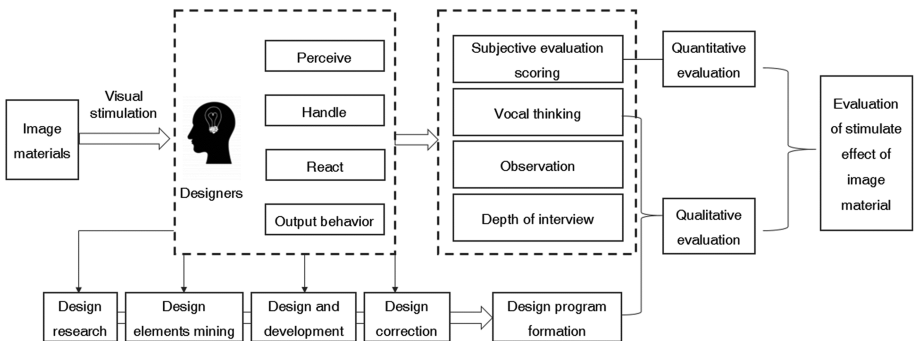 Image
materials
Visual
stimulation
Designers
Perceive
Handle
React
Output behavior
Subjective evaluation
scoring
Vocal thinking
Observation
Depth of interview
Quantitative
evaluation
Qualitative
evaluation
Evaluation
of stimulate
effect of
image
material
Design
research
Design
elements mining
Design and
development
Design
correction
Design program
formation